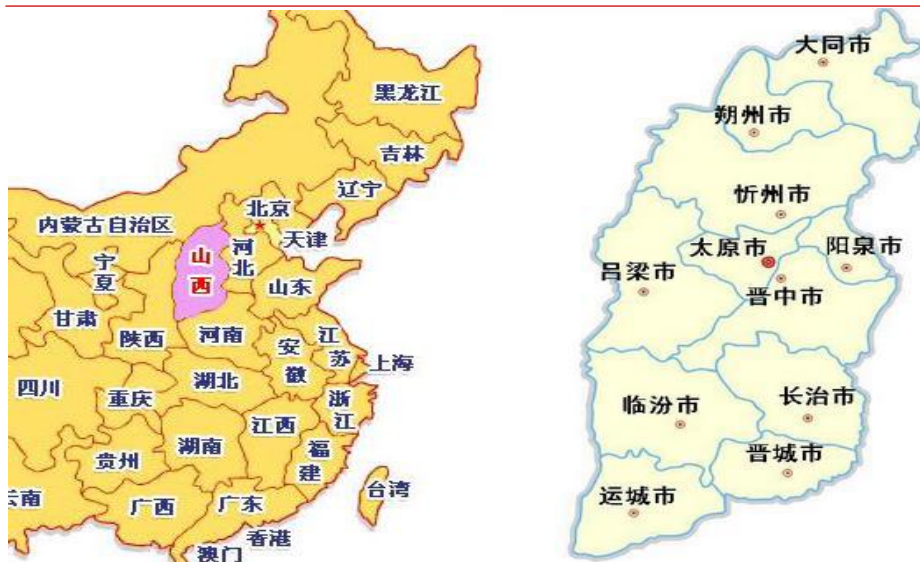 黑龙江
吉林
辽宁
北京
内蒙古自治区
天津
河北
山西
宁夏
山东
甘肃
陕西
河南
江苏
安徽
上海
四川
重庆
湖北
浙江
江西
湖南
贵州
福建
云南
广西
广东
台湾
香港
澳门
大同市
朔州市
忻州市
太原市
阳泉市
吕梁市
晋中市
临汾市
长治市
晋城市
运城市